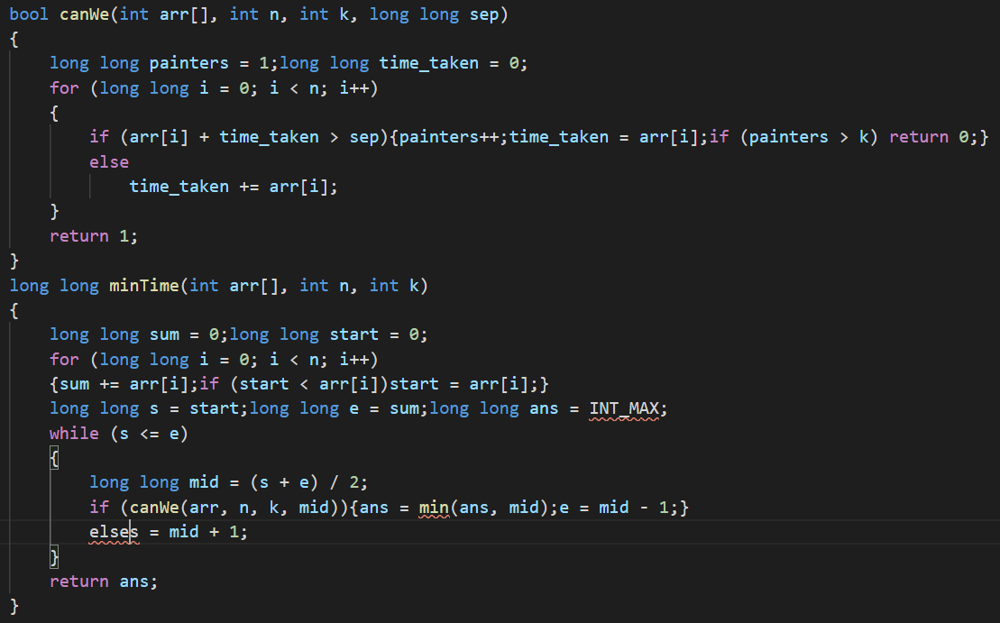 bool canWe(int arr[], int n, int k, long long sep)
{
    long long painters = 1;long long time_taken = 0;
    for (long long i = 0; i < n; i++)
    {
        if (arr[i] + time_taken > sep){painters++;time_taken = arr[i];if (painters > k) return 0;}
        else
            time_taken += arr[i];
    }
    return 1;
}
long long minTime(int arr[], int n, int k)
{
    long long sum = 0;long long start = 0;
    for (long long i = 0; i < n; i++)
    {sum += arr[i];if (start < arr[i])start = arr[i];}
    long long s = start;long long e = sum;long long ans = INT_MAX;
    while (s <= e)
    {
        long long mid = (s + e) / 2;
        if (canWe(arr, n, k, mid)){ans = min(ans, mid);e = mid - 1;}
        elses = mid + 1;
    }
    return ans;
}